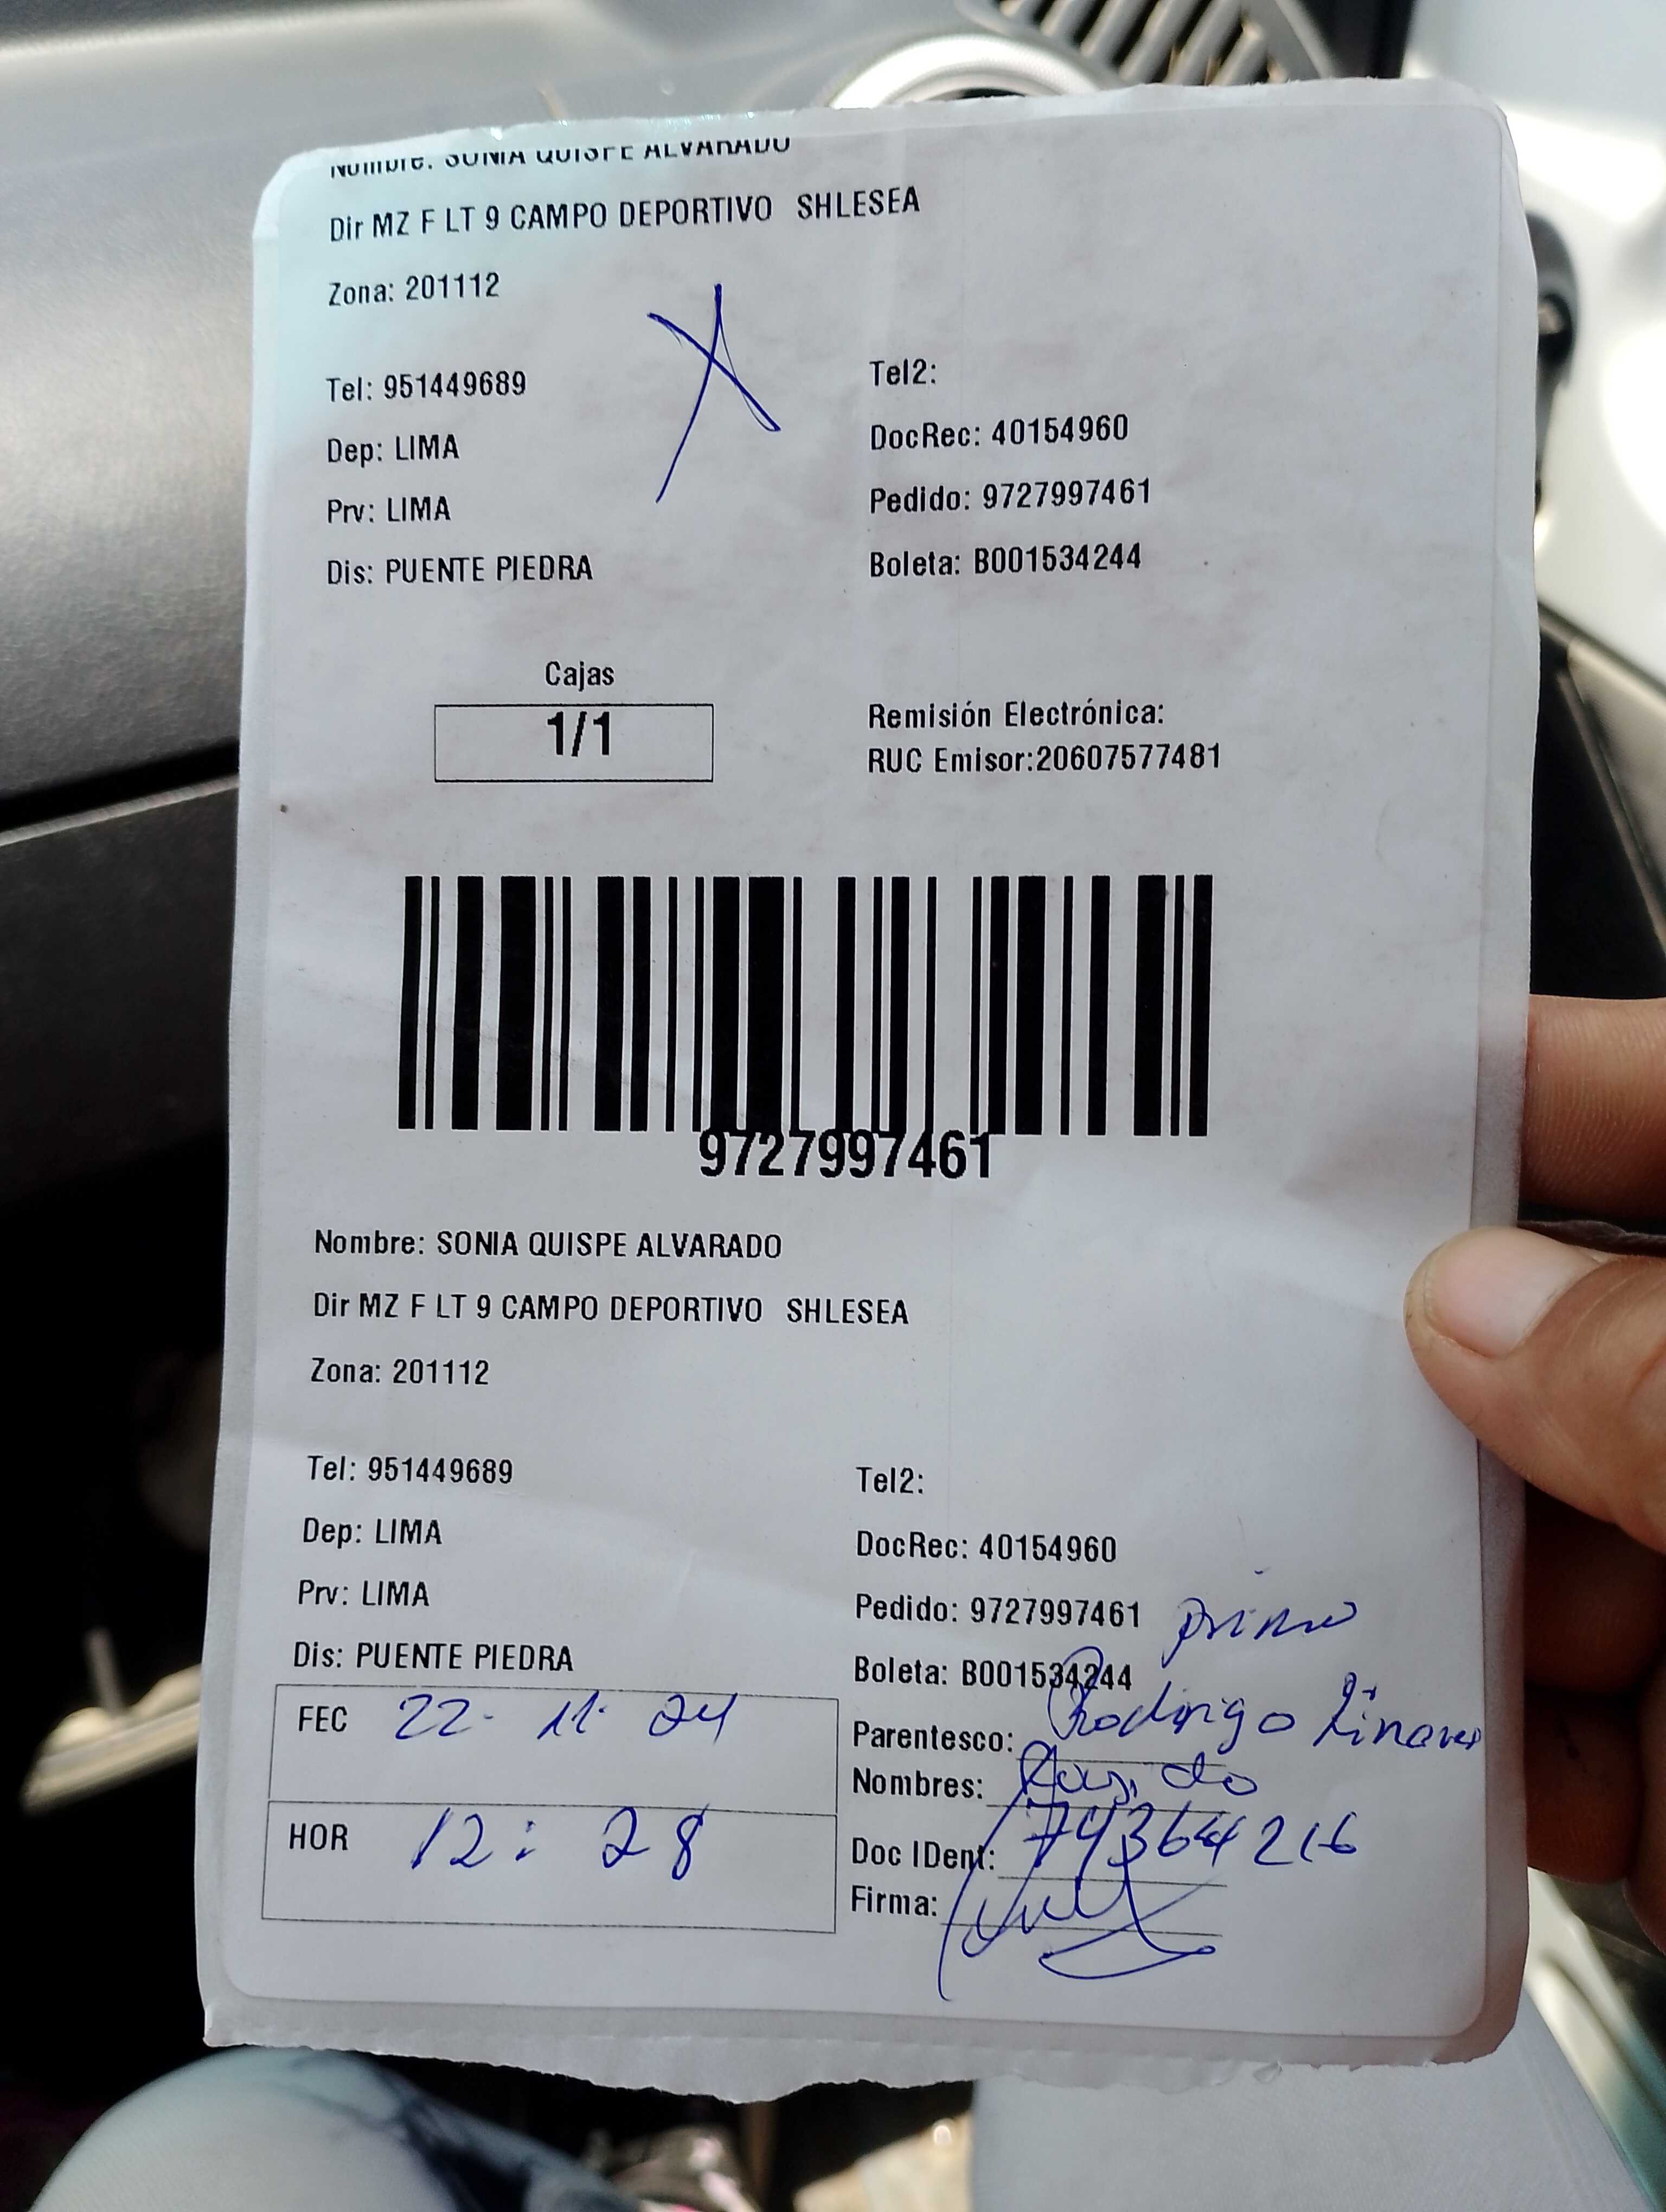 Nombre: SONIA QUISPE ALVARADO
Dir MZ F LT 9 CAMPO DEPORTIVO SHLESEA
Zona: 201112
Tel: 951449689
Tel2:
Dep: LIMA
DocRec: 40154960
Prv: LIMA
Pedido: 9727997461
Dis: PUENTE PIEDRA
Boleta: B001534244
Cajas
1/1
Remisión Electrónica:
RUC Emisor:20607577481
9727997461
Nombre: SONIA QUISPE ALVARADO
Dir MZ F LT 9 CAMPO DEPORTIVO SHLESEA
Zona: 201112
Tel: 951449689
Tel2:
Dep: LIMA
DocRec: 40154960
Prv: LIMA
Pedido: 9727997461 primo
Dis: PUENTE PIEDRA
Boleta: B001534244
FEC 22-11-24
Parentesco: Rodrigo Linares
Nombres:
HOR 12:28
Doc IDent: 74364216
Firma: